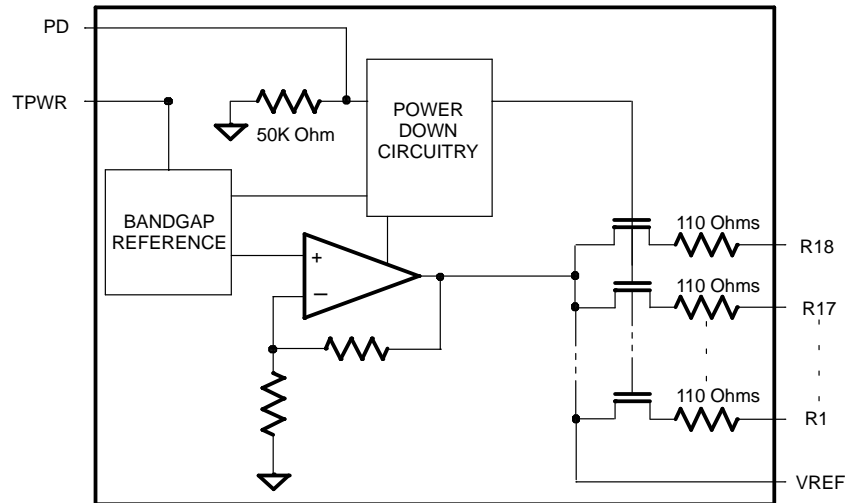 PD
TPWR
50K Ohm
POWER
DOWN
CIRCUITRY
BANDGAP
REFERENCE
+
−
110 Ohms
R18
110 Ohms
R17
110 Ohms
R1
VREF